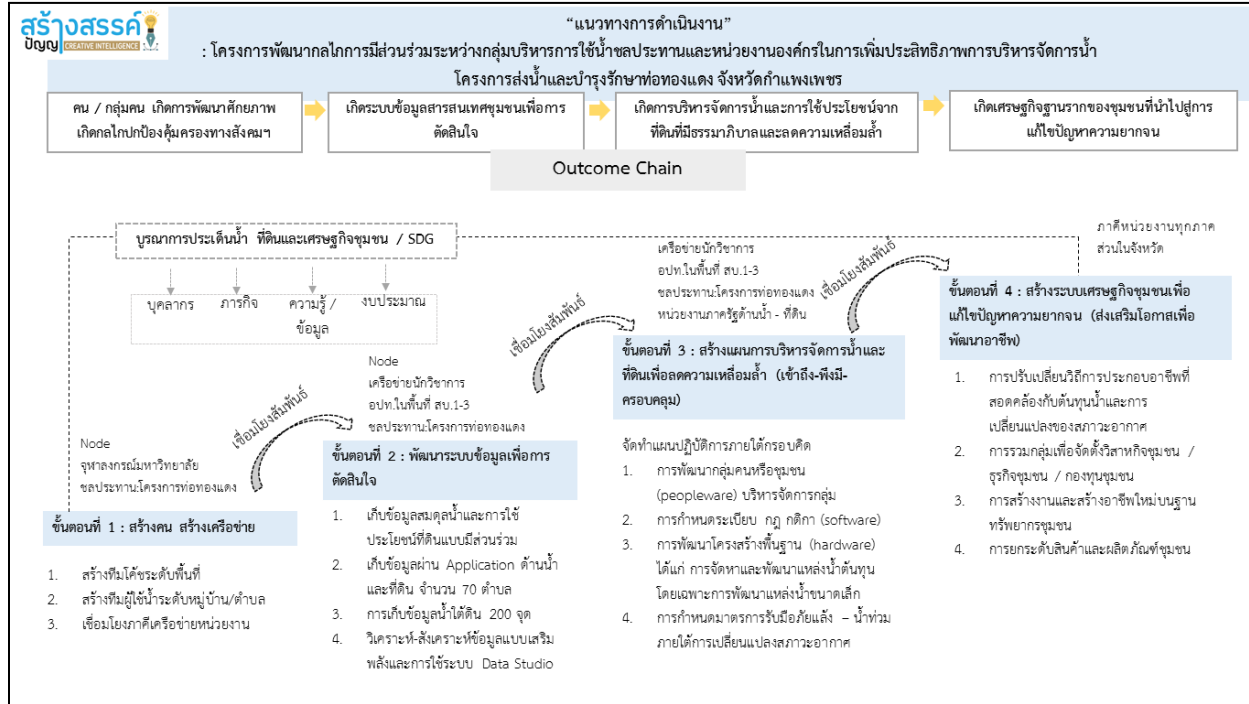 สร้างสรรค์
ปัญญา CREATIVE INTELLIGENCE
“แนวทางการดำเนินงาน”
: โครงการพัฒนากลไกการมีส่วนร่วมระหว่างกลุ่มบริหารการใช้น้ำชลประทานและหน่วยงานองค์กรในการเพิ่มประสิทธิภาพการบริหารจัดการน้ำ
โครงการส่งน้ำและบำรุงรักษาท่อทองแดง จังหวัดกำแพงเพชร
คน / กลุ่มคน เกิดการพัฒนาศักยภาพ
เกิดกลไกปกป้องคุ้มครองทางสังคมฯ
เกิดระบบข้อมูลสารสนเทศชุมชนเพื่อการ
ตัดสินใจ
เกิดการบริหารจัดการน้ำและการใช้ประโยชน์จาก
ที่ดินที่มีธรรมาภิบาลและลดความเหลื่อมล้ำ
เกิดเศรษฐกิจฐานรากของชุมชนที่นำไปสู่การ
แก้ไขปัญหาความยากจน
Outcome Chain
บูรณาการประเด็นน้ำ ที่ดินและเศรษฐกิจชุมชน / SDG
บุคลากร
ภารกิจ
ความรู้ /
ข้อมูล
งบประมาณ
Node
จุฬาลงกรณ์มหาวิทยาลัย
ชลประทาน:โครงการท่อทองแดง
ขั้นตอนที่ 1 : สร้างคน สร้างเครือข่าย
1. สร้างทีมโค้ชระดับพื้นที่
2. สร้างทีมผู้ใช้น้ำระดับหมู่บ้าน/ตำบล
3. เชื่อมโยงภาคีเครือข่ายหน่วยงาน
เชื่อมโยงสัมพันธ์
Node
เครือข่ายนักวิชาการ
อปท.ในพื้นที่ สบ.1-3
ชลประทาน:โครงการท่อทองแดง
ขั้นตอนที่ 2 : พัฒนาระบบข้อมูลเพื่อการ
ตัดสินใจ
1. เก็บข้อมูลสมดุลน้ำและการใช้
ประโยชน์ที่ดินแบบมีส่วนร่วม
2. เก็บข้อมูลผ่าน Application ด้านน้ำ
และที่ดิน จำนวน 70 ตำบล
3. การเก็บข้อมูลน้ำใต้ดิน 200 จุด
4. วิเคราะห์-สังเคราะห์ข้อมูลแบบเสริม
พลังและการใช้ระบบ Data Studio
เชื่อมโยงสัมพันธ์
เครือข่ายนักวิชาการ
อปท.ในพื้นที่ สบ.1-3
ชลประทาน:โครงการท่อทองแดง
หน่วยงานภาครัฐด้านน้ำ - ที่ดิน
ขั้นตอนที่ 3 : สร้างแผนการบริหารจัดการน้ำและ
ที่ดินเพื่อลดความเหลื่อมล้ำ (เข้าถึง-พึงมี-
ครอบคลุม)
จัดทำแผนปฏิบัติการภายใต้กรอบคิด
1. การพัฒนากลุ่มคนหรือชุมชน
(peopleware) บริหารจัดการกลุ่ม
2. การกำหนดระเบียบ กฎ กติกา (software)
3. การพัฒนาโครงสร้างพื้นฐาน (hardware)
ได้แก่ การจัดหาและพัฒนาแหล่งน้ำต้นทุน
โดยเฉพาะการพัฒนาแหล่งน้ำขนาดเล็ก
4. การกำหนดมาตรการรับมือภัยแล้ง – น้ำท่วม
ภายใต้การเปลี่ยนแปลงสภาวะอากาศ
เชื่อมโยงสัมพันธ์
ภาคีหน่วยงานทุกภาค
ส่วนในจังหวัด
ขั้นตอนที่ 4 : สร้างระบบเศรษฐกิจชุมชนเพื่อ
แก้ไขปัญหาความยากจน (ส่งเสริมโอกาสเพื่อ
พัฒนาอาชีพ)
1. การปรับเปลี่ยนวิถีการประกอบอาชีพที่
สอดคล้องกับต้นทุนน้ำและการ
เปลี่ยนแปลงของสภาวะอากาศ
2. การรวมกลุ่มเพื่อจัดตั้งวิสาหกิจชุมชน /
ธุรกิจชุมชน / กองทุนชุมชน
3. การสร้างงานและสร้างอาชีพใหม่บนฐาน
ทรัพยากรชุมชน
4. การยกระดับสินค้าและผลิตภัณฑ์ชุมชน